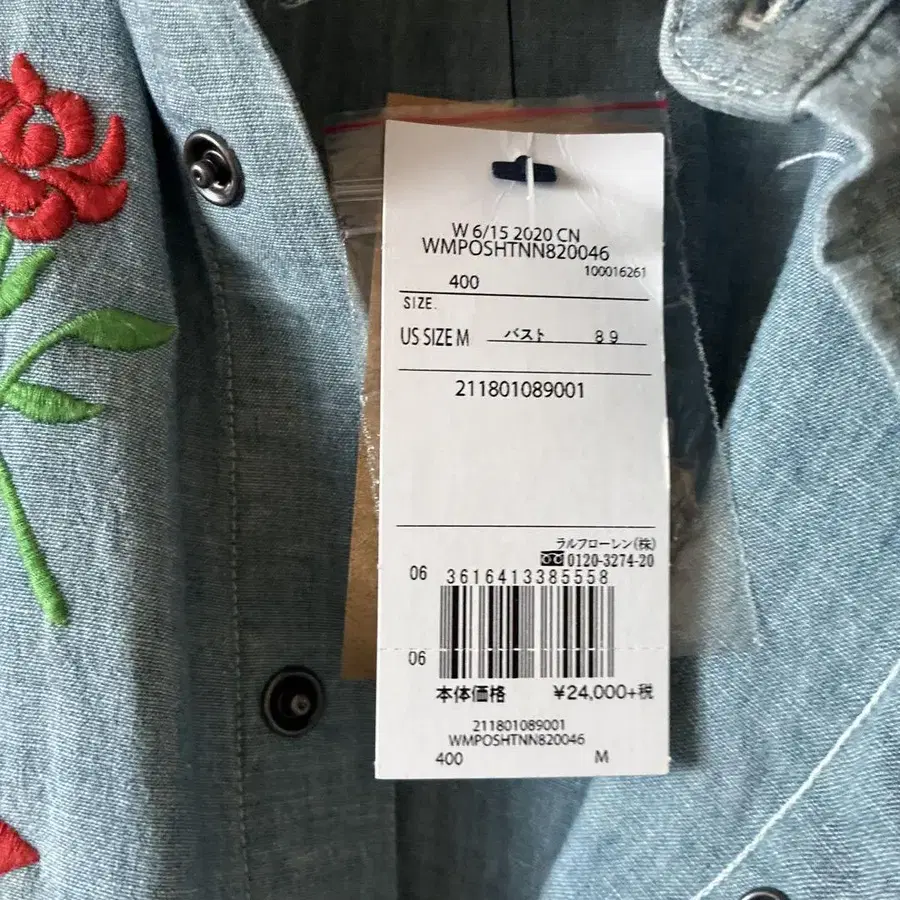 W 6/15 2020 CN
WMPOSHTNN820046
100016261
400
SIZE.
US SIZE M バスト 89
211801089001
ラルフローレン(株)
0120-3274-20
06 3616413385558
06
本体価格 ¥24,000+税
211801089001
WMPOSHTNN820046
400 M